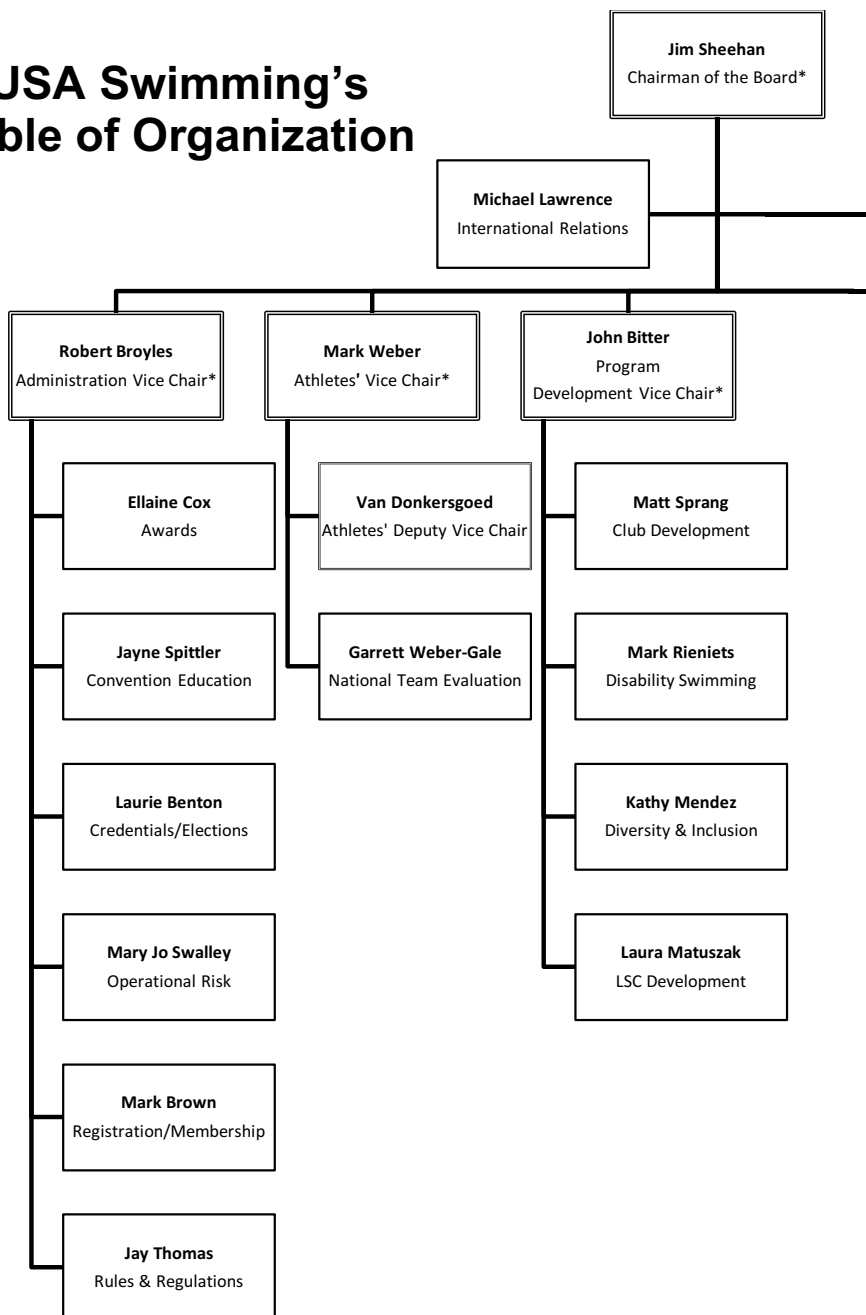 USA Swimming's
ble of Organization
Jim Sheehan
Chairman of the Board*
Michael Lawrence
International Relations
Robert Broyles
Administration Vice Chair*
Mark Weber
Athletes' Vice Chair*
John Bitter
Program
Development Vice Chair*
Ellaine Cox
Awards
Van Donkersgoed
Athletes' Deputy Vice Chair
Matt Sprang
Club Development
Jayne Spittler
Convention Education
Garrett Weber-Gale
National Team Evaluation
Mark Rieniets
Disability Swimming
Laurie Benton
Credentials/Elections
Kathy Mendez
Diversity & Inclusion
Mary Jo Swalley
Operational Risk
Laura Matuszak
LSC Development
Mark Brown
Registration/Membership
Jay Thomas
Rules & Regulations